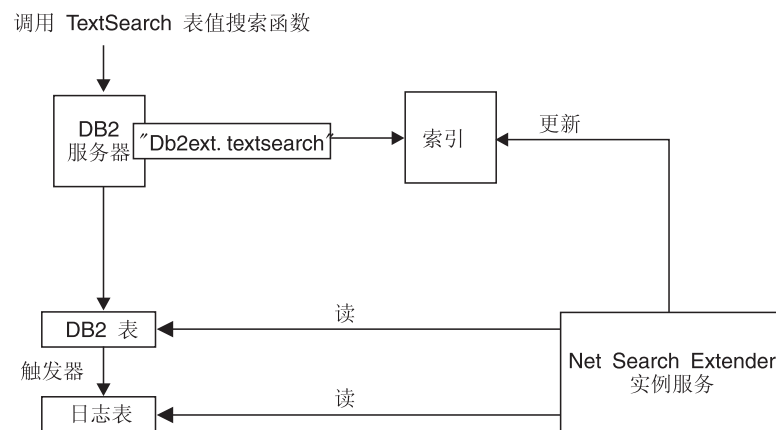 调用 TextSearch 表值搜索函数
DB2
服务器
"Db2ext. textsearch"
索引
更新
DB2 表
读
触发器
Net Search Extender
实例服务
日志表
读